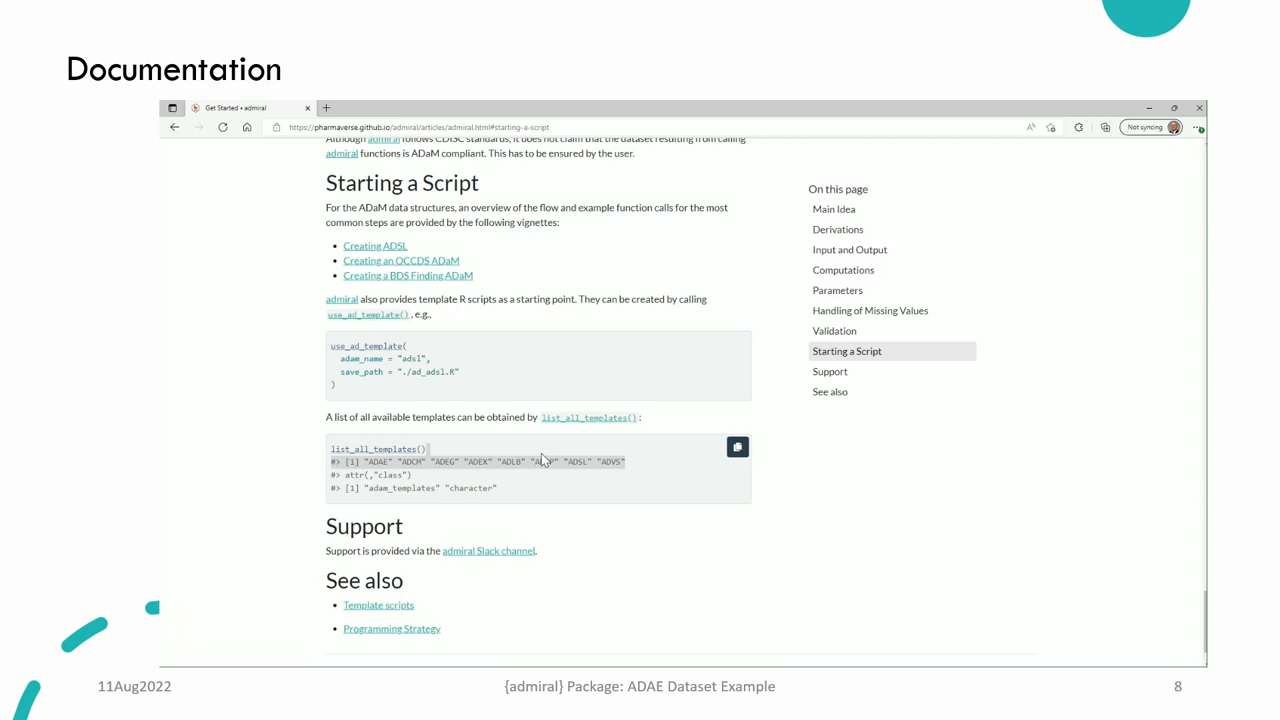 Documentation
Get Started • admiral
https://pharmaverse.github.io/admiral/articles/admiral.html#starting-a-script
Not syncing
Although admiral follows CDISC standards, it does not claim that the dataset resulting from calling
admiral functions is ADaM compliant. This has to be ensured by the user.
Starting a Script
For the ADaM data structures, an overview of the flow and example function calls for the most
common steps are provided by the following vignettes:
Creating ADSL
Creating an OCCDS ADaM
Creating a BDS Finding ADaM
admiral also provides template R scripts as a starting point. They can be created by calling
use_ad_template(), e.g.,
use_ad_template(
adam_name = "adsl",
save_path = "./ad_adsl.R"
)
A list of all available templates can be obtained by list_all_templates():
list_all_templates()
#> [1] "ADAE" "ADCM" "ADEG" "ADEX" "ADLB" "ADSL" "ADVS"
#> attr(,"class")
#> [1] "adam_templates" "character"
Support
Support is provided via the admiral Slack channel.
See also
Template scripts
Programming Strategy
On this page
Main Idea
Derivations
Input and Output
Computations
Parameters
Handling of Missing Values
Validation
Starting a Script
Support
See also
11Aug2022
{admiral} Package: ADAE Dataset Example
8